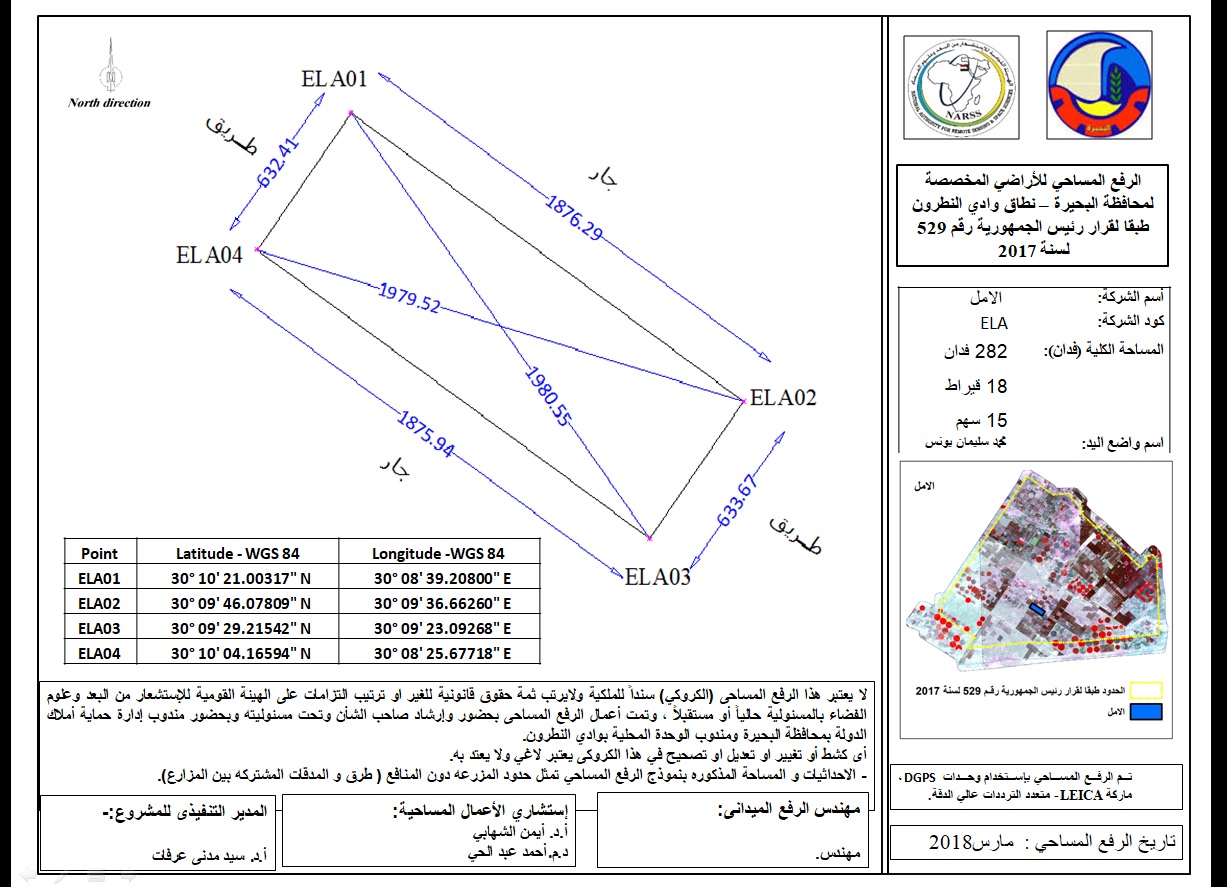 North direction
ELA01
طريق
632.41
جار
1876.29
ELA04
1979.52
1980.55
ELA02
1875.94
جار
633.67
طريق
ELA03
Point Latitude - WGS 84 Longitude -WGS 84
ELA01 30° 10' 21.00317" N 30° 08' 39.20800" E
ELA02 30° 09' 46.07809" N 30° 09' 36.66260" E
ELA03 30° 09' 29.21542" N 30° 09' 23.09268" E
ELA04 30° 10' 04.16594" N 30° 08' 25.67718" E
لا يعتبر هذا الرفع المساحى (الكروكي) سنداً للملكية ولايرتب ثمة حقوق قانونية للغير او ترتيب التزامات على الهيئة القومية للإستشعار من البعد وعلوم
الفضاء بالمسئولية حالياً أو مستقبلاً ، وتمت أعمال الرفع المساحى بحضور وإرشاد صاحب الشأن وتحت مسئوليته وبحضور مندوب إدارة حماية أملاك
الدولة بمحافظة البحيرة ومندوب الوحدة المحلية بوادي النطرون.
أى كشط أو تغيير او تعديل او تصحيح في هذا الكروكى يعتبر لاغي ولا يعتد به.
- الاحداثيات و المساحة المذكوره بنموذج الرفع المساحي تمثل حدود المزرعه دون المنافع ( طرق و المدقات المشتركه بين المزارع).
مهندس الرفع الميدانى:
مهندس.
إستشاري الأعمال المساحية:
أ.د. أيمن الشهابي
د.م.أحمد عبد الحي
المدير التنفيذى للمشروع:-
أ.د. سيد مدنى عرفات
NARSS
NATIONAL AUTHORITY FOR REMOTE SENSING & SPACE SCIENCES
البحيرة
الرفع المساحي للأراضي المخصصة
لمحافظة البحيرة – نطاق وادي النطرون
طبقا لقرار رئيس الجمهورية رقم 529
لسنة 2017
أسم الشركة: الامل
كود الشركة: ELA
المساحة الكلية (فدان): 282 فدان
18 قيراط
15 سهم
اسم واضع اليد: محمد سليمان يونس
الامل
الحدود طبقا لقرار رئيس الجمهورية رقم 529 لسنة 2017
الامل
تـم الرفـع المسـاحي بإسـتخدام وحـدات DGPS ،
ماركة LEICA- متعدد الترددات عالي الدقة.
تاريخ الرفع المساحي : مارس2018